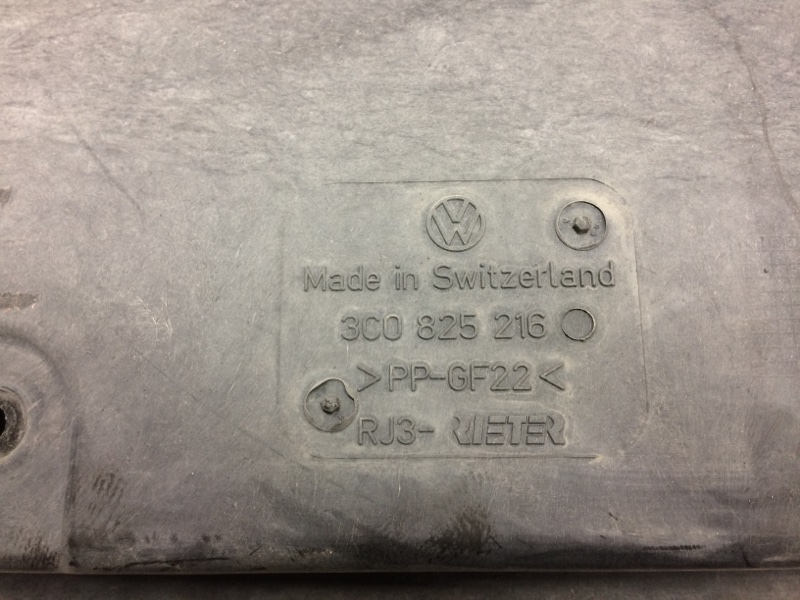 Made in Switzerland
3C0 825 216
>PP-GF22<
RJ3- RIETER